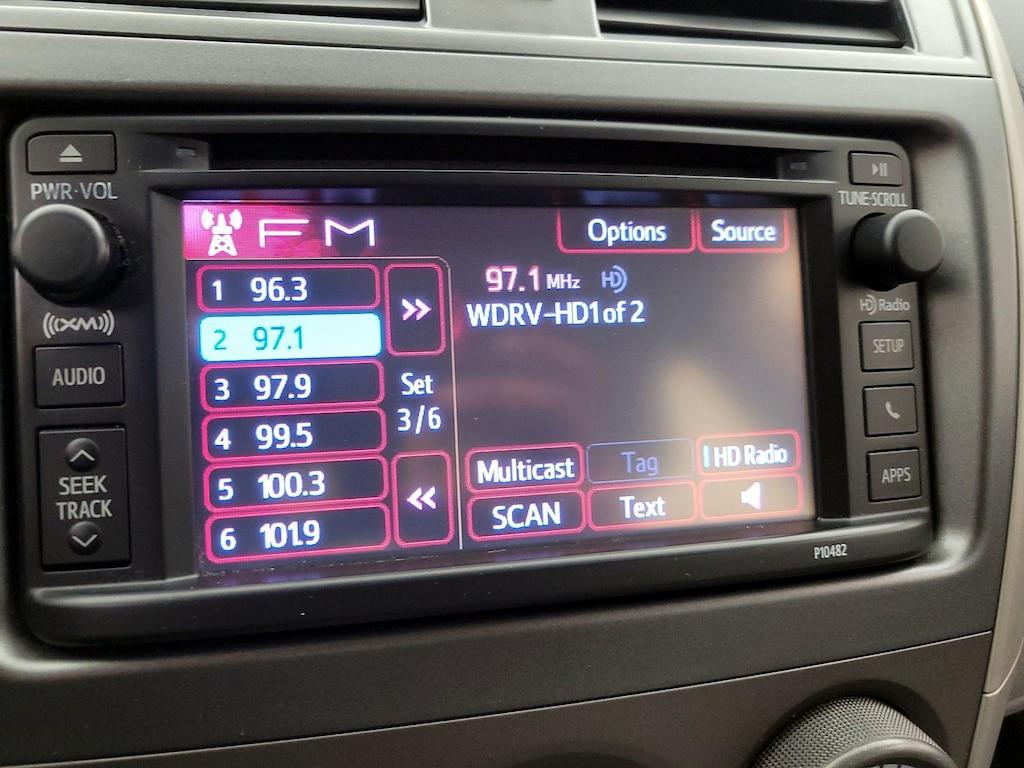 PWR·VOL
TUNE·SCROLL
FM
Options
Source
1 96.3
2 97.1
3 97.9
4 99.5
5 100.3
6 101.9
>>
Set
3/6
<<
97.1 MHz HD
WDRV-HD1 of 2
Multicast
Tag
HD Radio
SCAN
Text
((XM))
AUDIO
SEEK
TRACK
HD Radio
SETUP
APPS
P10482